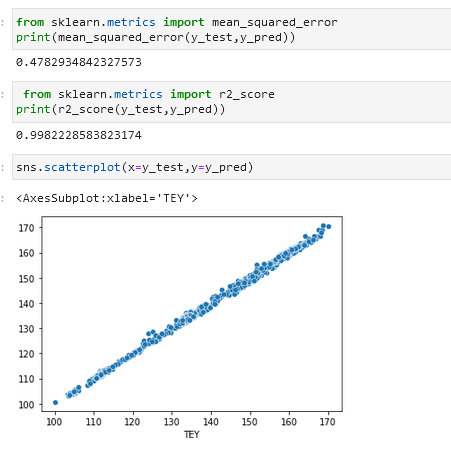 : from sklearn.metrics import mean_squared_error
print(mean_squared_error(y_test,y_pred))
: 0.4782934842327573
: from sklearn.metrics import r2_score
print(r2_score(y_test,y_pred))
: 0.9982228583823174
: sns.scatterplot(x=y_test,y=y_pred)
: <AxesSubplot:xlabel='TEY'>
170
160
150
140
130
120
110
100
100 110 120 130 140 150 160 170
TEY